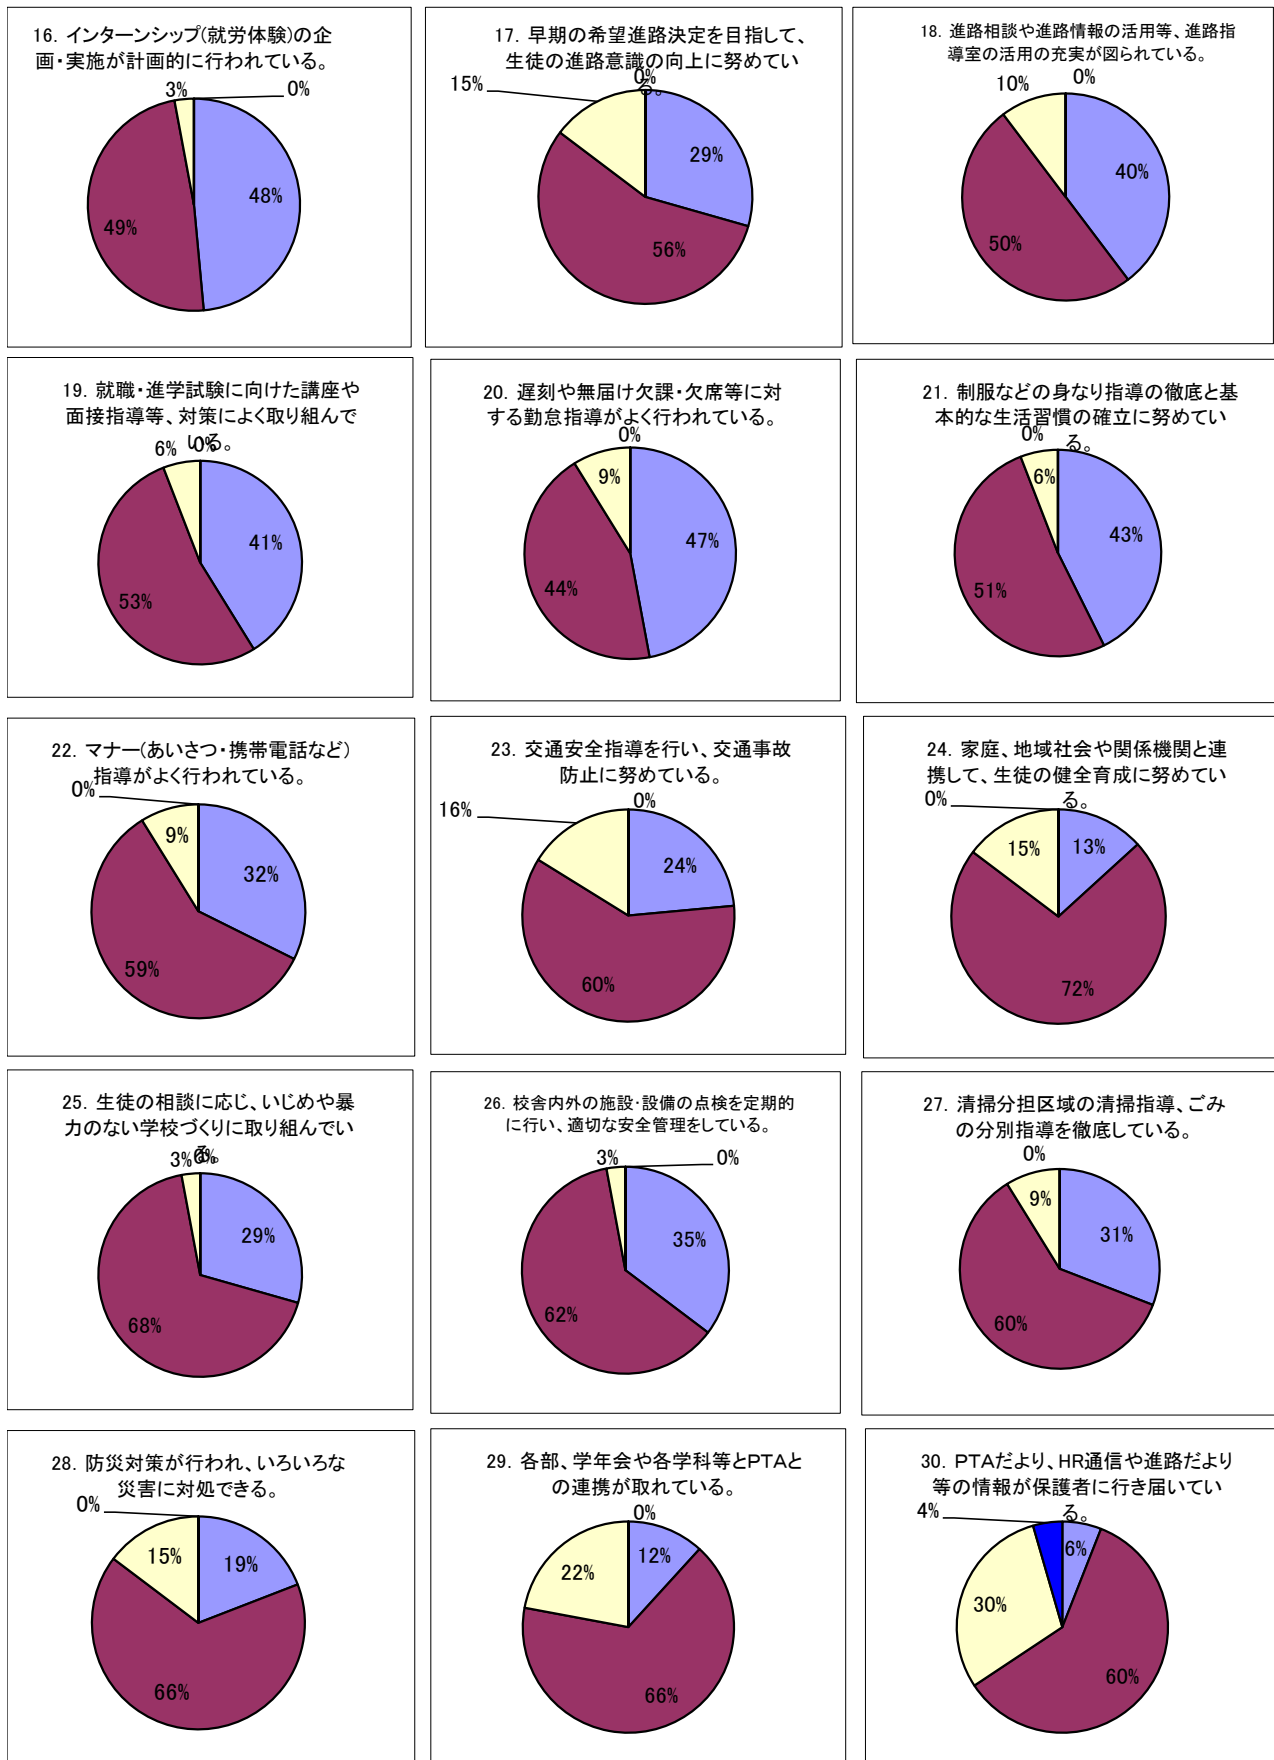 16. インターンシップ(就労体験)の企
画・実施が計画的に行われている。
3%
0%
48%
49%
17. 早期の希望進路決定を目指して、
生徒の進路意識の向上に努めてい
る。
15%
0%
29%
56%
18. 進路相談や進路情報の活用等、進路指
導室の活用の充実が図られている。
10%
0%
40%
50%
19. 就職・進学試験に向けた講座や
面接指導等、対策によく取り組んで
いる。
6%
0%
41%
53%
20. 遅刻や無届け欠課・欠席等に対
する勤怠指導がよく行われている。
0%
9%
47%
44%
21. 制服などの身なり指導の徹底と基
本的な生活習慣の確立に努めてい
る。
0%
6%
43%
51%
22. マナー(あいさつ・携帯電話など)
指導がよく行われている。
0%
9%
32%
59%
23. 交通安全指導を行い、交通事故
防止に努めている。
16%
0%
24%
60%
24. 家庭、地域社会や関係機関と連
携して、生徒の健全育成に努めてい
る。
0%
15%
13%
72%
25. 生徒の相談に応じ、いじめや暴
力のない学校づくりに取り組んでい
る。
3%
0%
29%
68%
26. 校舎内外の施設・設備の点検を定期的
に行い、適切な安全管理をしている。
3%
0%
35%
62%
27. 清掃分担区域の清掃指導、ごみ
の分別指導を徹底している。
0%
9%
31%
60%
28. 防災対策が行われ、いろいろな
災害に対処できる。
0%
15%
19%
66%
29. 各部、学年会や各学科等とPTAと
の連携が取れている。
0%
12%
22%
66%
30. PTAだより、HR通信や進路だより
等の情報が保護者に行き届いてい
る。
4%
6%
30%
60%